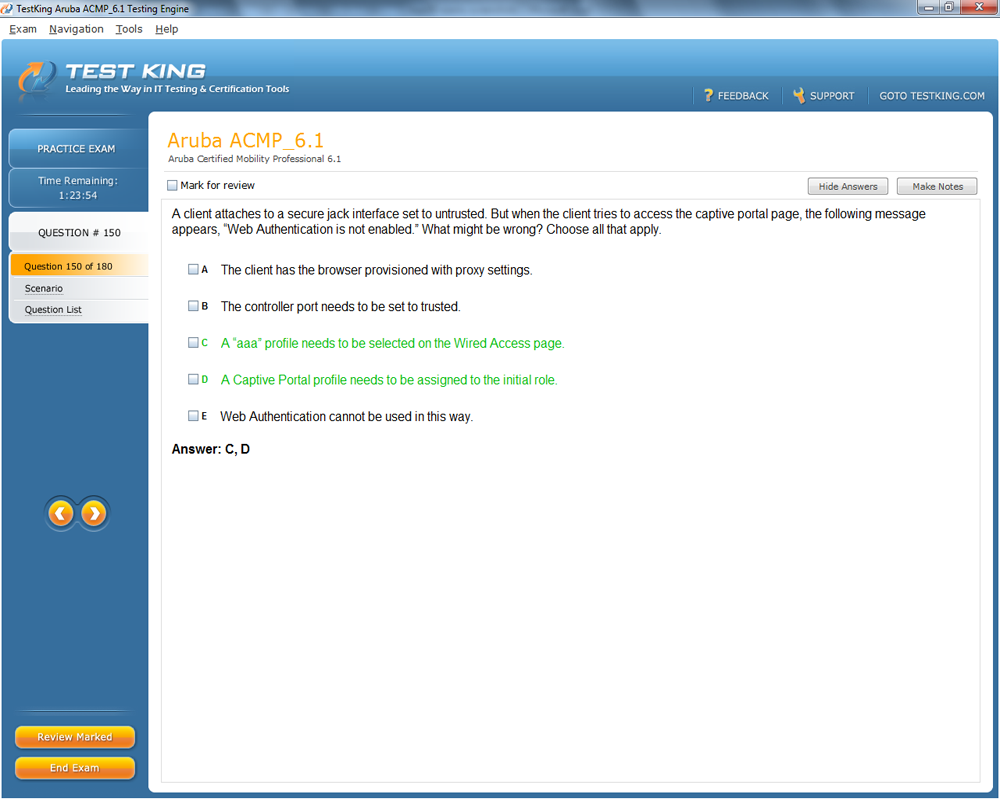 TestKing Aruba ACMP_6.1 Testing Engine
Exam Navigation Tools Help
TEST KING
Leading the Way in IT Testing & Certification Tools
? FEEDBACK SUPPORT GOTO TESTKING.COM
PRACTICE EXAM
Time Remaining:
1:23:54
QUESTION # 150
Question 150 of 180
Scenario
Question List
Aruba ACMP_6.1
Aruba Certified Mobility Professional 6.1
Mark for review
Hide Answers Make Notes
A client attaches to a secure jack interface set to untrusted. But when the client tries to access the captive portal page, the following message
appears, “Web Authentication is not enabled.” What might be wrong? Choose all that apply.
A The client has the browser provisioned with proxy settings.
B The controller port needs to be set to trusted.
C A “aaa” profile needs to be selected on the Wired Access page.
D A Captive Portal profile needs to be assigned to the initial role.
E Web Authentication cannot be used in this way.
Answer: C, D
Review Marked
End Exam